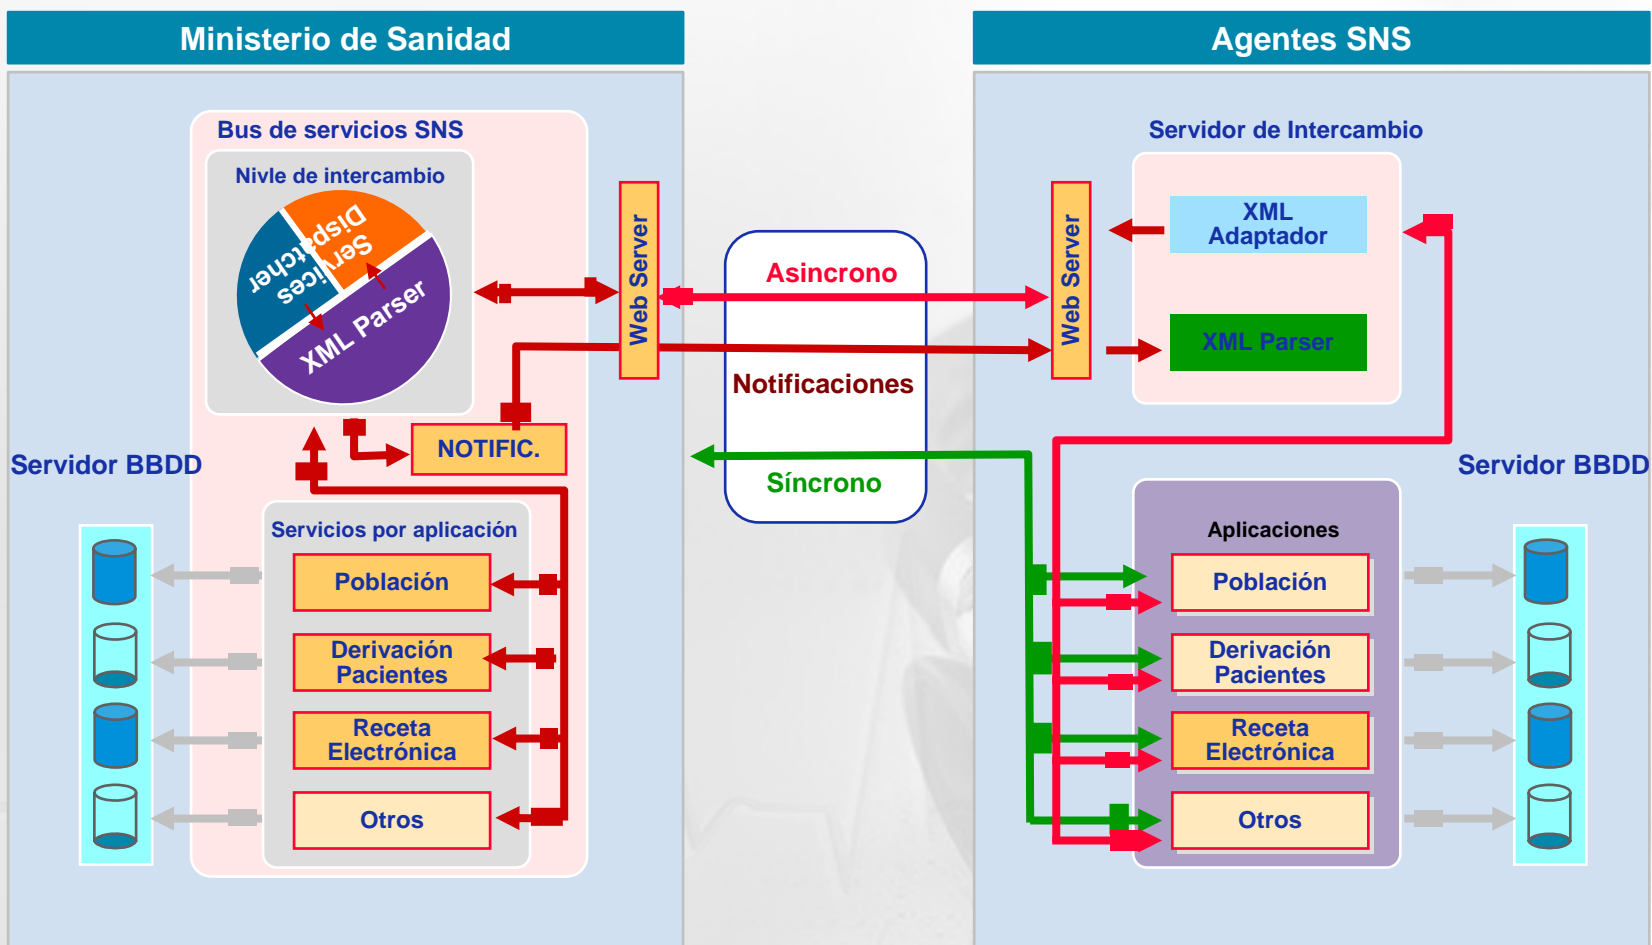 Ministerio de Sanidad
Agentes SNS
Bus de servicios SNS
Nivle de intercambio
Services
Dispatcher
XML Parser
NOTIFIC.
Servidor BBDD
Servicios por aplicación
Población
Derivación
Pacientes
Receta
Electrónica
Otros
Web Server
Asincrono
Notificaciones
Síncrono
Web Server
Servidor de Intercambio
XML
Adaptador
XML Parser
Servidor BBDD
Aplicaciones
Población
Derivación
Pacientes
Receta
Electrónica
Otros